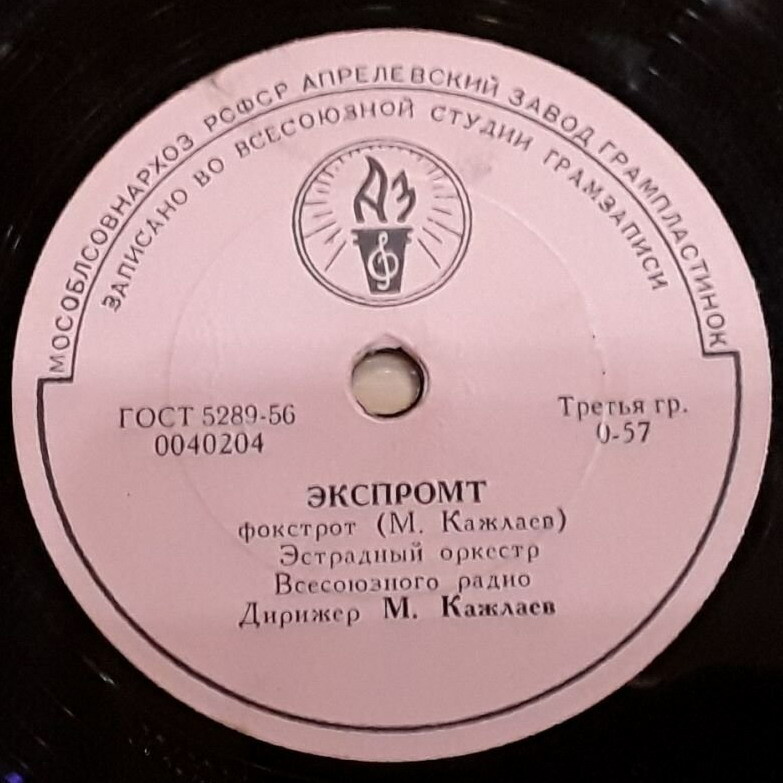 МОСОБЛСОВНАРХОЗ РСФСР АПРЕЛЕВСКИЙ ЗАВОД ГРАМПЛАСТИНОК
ЗАПИСАНО ВО ВСЕСОЮЗНОЙ СТУДИИ ГРАМЗАПИСИ
АЗ
ГОСТ 5289-56
0040204
Третья гр.
0-57
ЭКСПРОМТ
фокстрот (М. Кажлаев)
Эстрадный оркестр
Всесоюзного радио
Дирижер М. Кажлаев